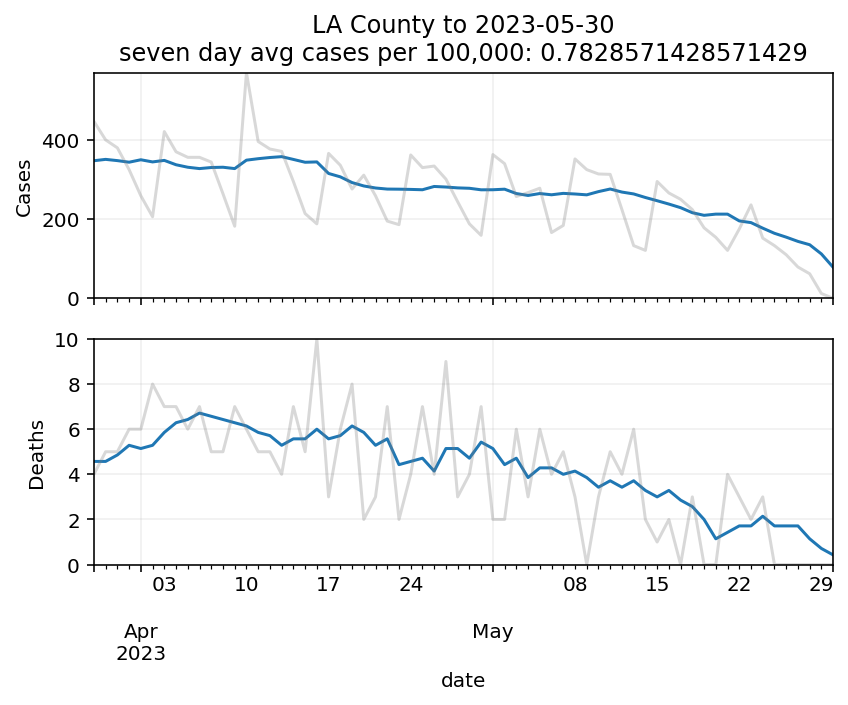 LA County to 2023-05-30
seven day avg cases per 100,000: 0.7828571428571429
400
200
0
Cases
10
8
6
4
2
0
Deaths
03 10 17 24 08 15 22 29
Apr May
2023
date